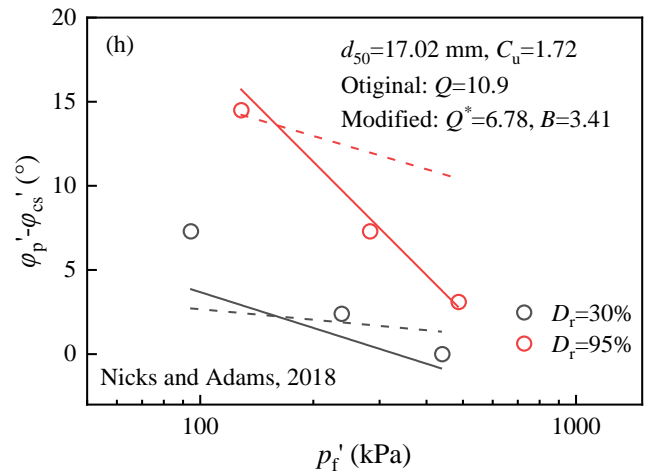 20
(h)
d50=17.02 mm, Cu=1.72
Otiginal: Q=10.9
Modified: Q*=6.78, B=3.41
15
10
5
0
φp'-φcs' (°)
Dr=30%
Dr=95%
Nicks and Adams, 2018
100
1000
pf' (kPa)